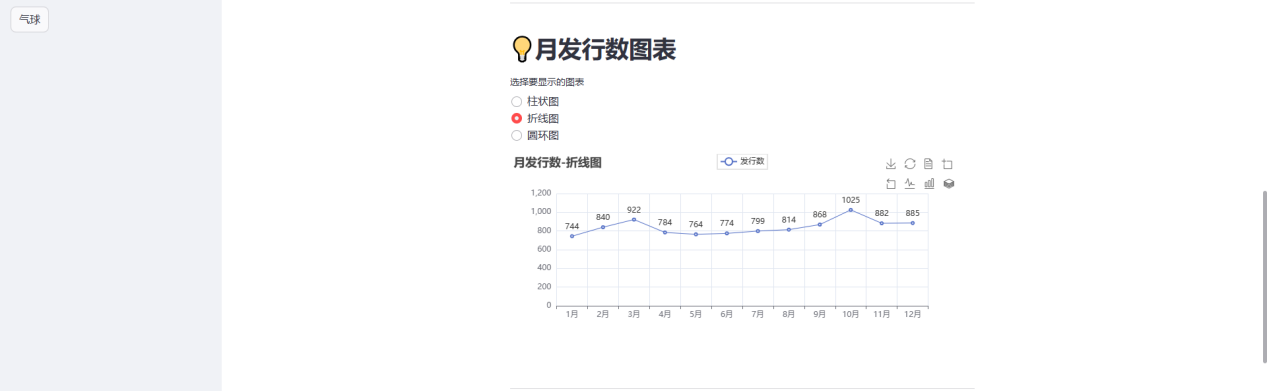 气球
月发行数图表
选择要显示的图表
柱状图
折线图
圆环图
月发行数-折线图
发行数
1,200
1,000
800
600
400
200
0
744
840
922
784
764
774
799
814
868
1025
882
885
1月
2月
3月
4月
5月
6月
7月
8月
9月
10月
11月
12月